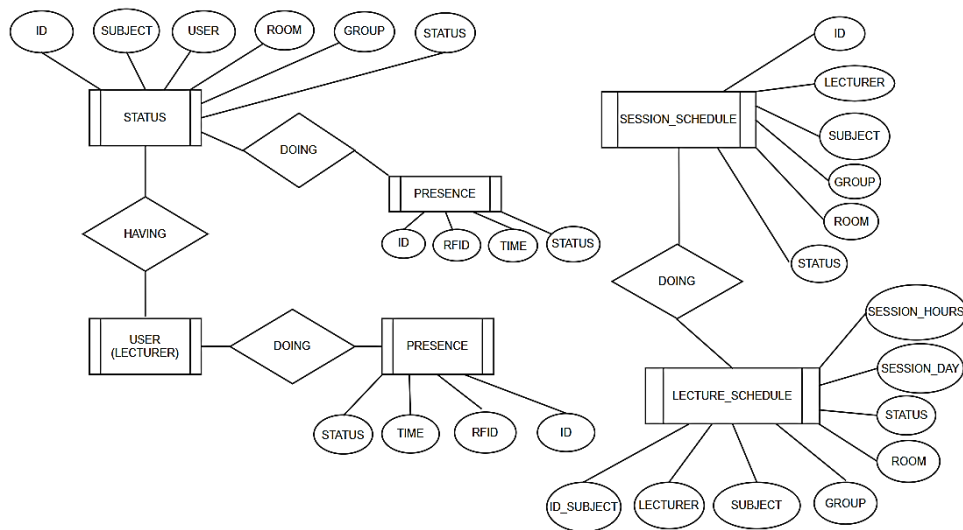 ID
SUBJECT
USER
ROOM
GROUP
STATUS
STATUS
DOING
PRESENCE
ID
RFID
TIME
STATUS
HAVING
USER
(LECTURER)
DOING
PRESENCE
STATUS
TIME
RFID
ID
ID
LECTURER
SESSION_SCHEDULE
SUBJECT
GROUP
ROOM
STATUS
DOING
SESSION_HOURS
SESSION_DAY
LECTURE_SCHEDULE
STATUS
ROOM
ID_SUBJECT
LECTURER
SUBJECT
GROUP